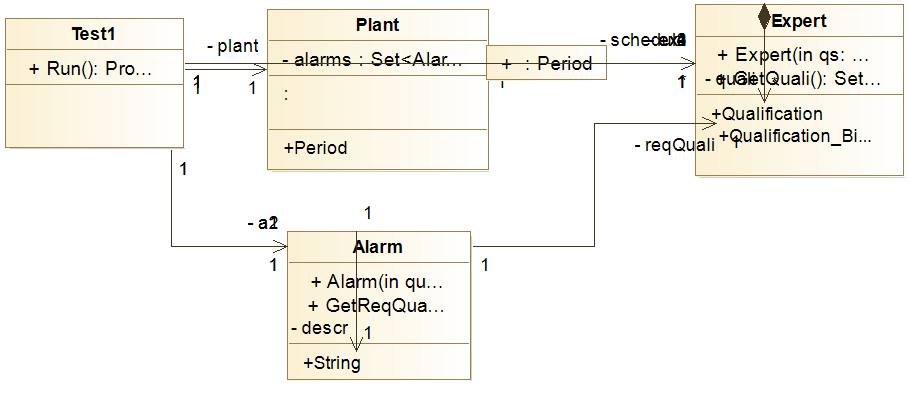 Test1
+ Run(): Pro...
Plant
- alarms : Set<Alar...
:
+Period
- plant
1
1
1
+ : Period
- schedule
Expert
+ Expert(in qs: ...
+ GetQuali(): Set...
+Qualification
+Qualification_Bi...
- quali
*
- reqQuali
1
1
- a2
1
1
Alarm
+ Alarm(in qu...
+ GetReqQua...
- descr
1
+String
1